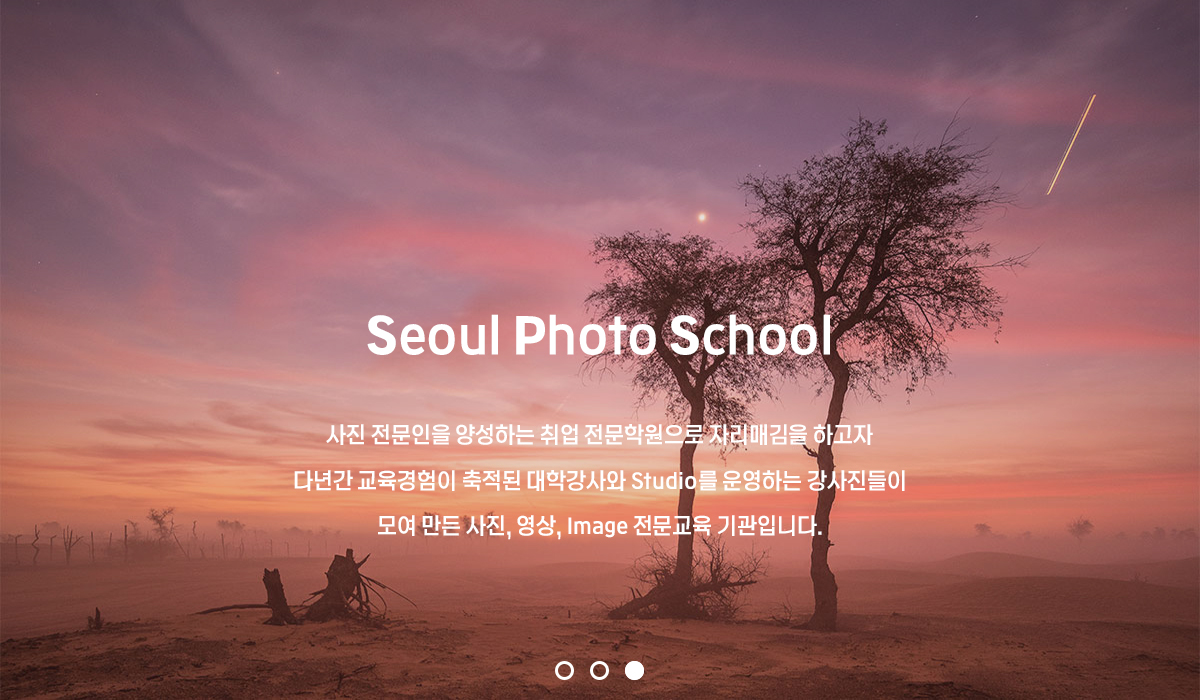 Seoul Photo School
사진 전문인을 양성하는 취업 전문학원으로 자리매김을 하고자
다년간 교육경험이 축적된 대학강사와 Studio를 운영하는 강사진들이
모여 만든 사진, 영상, Image 전문교육 기관입니다.